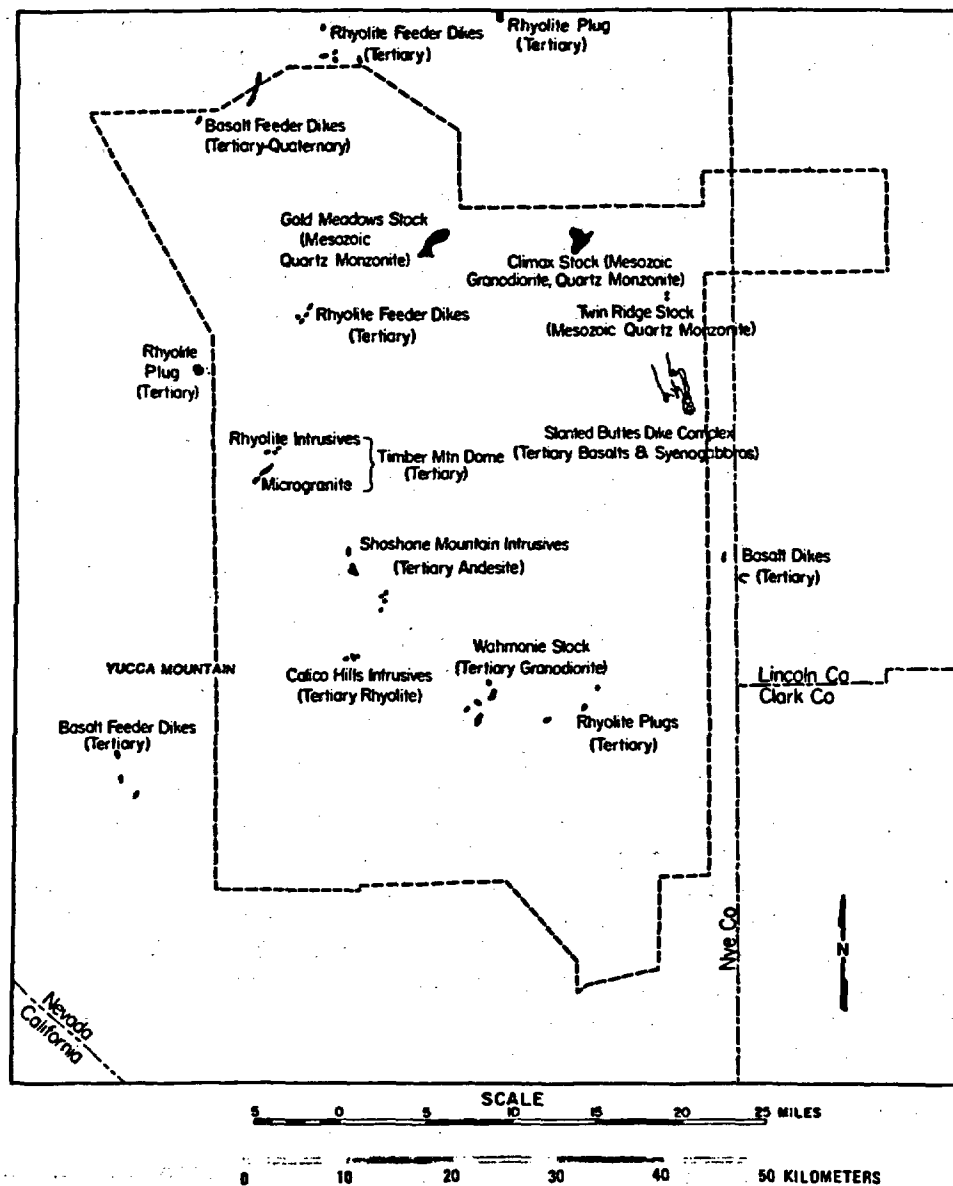 Rhyolite Feeder Dikes
(Tertiary)
Rhyolite Plug
(Tertiary)
Basalt Feeder Dikes
(Tertiary-Quaternary)
Gold Meadows Stock
(Mesozoic
Quartz Monzonite)
Climax Stock (Mesozoic
Granodiorite, Quartz Monzonite)
Rhyolite Feeder Dikes
(Tertiary)
Twin Ridge Stock
(Mesozoic Quartz Monzonite)
Rhyolite
Plug
(Tertiary)
Slanted Buttes Dike Complex
(Tertiary Basalts & Syenogabbros)
Rhyolite Intrusives
Microgranite
Timber Mtn Dome
(Tertiary)
Shoshone Mountain Intrusives
(Tertiary Andesite)
Basalt Dikes
(Tertiary)
YUCCA MOUNTAIN
Calico Hills Intrusives
(Tertiary Rhyolite)
Wahmonie Stock
(Tertiary Granodiorite)
Lincoln Co
Clark Co
Rhyolite Plugs
(Tertiary)
Basalt Feeder Dikes
(Tertiary)
Nye Co
N
Nevada
California
SCALE
5 0 5 10 15 20 25 MILES
0 10 20 30 40 50 KILOMETERS